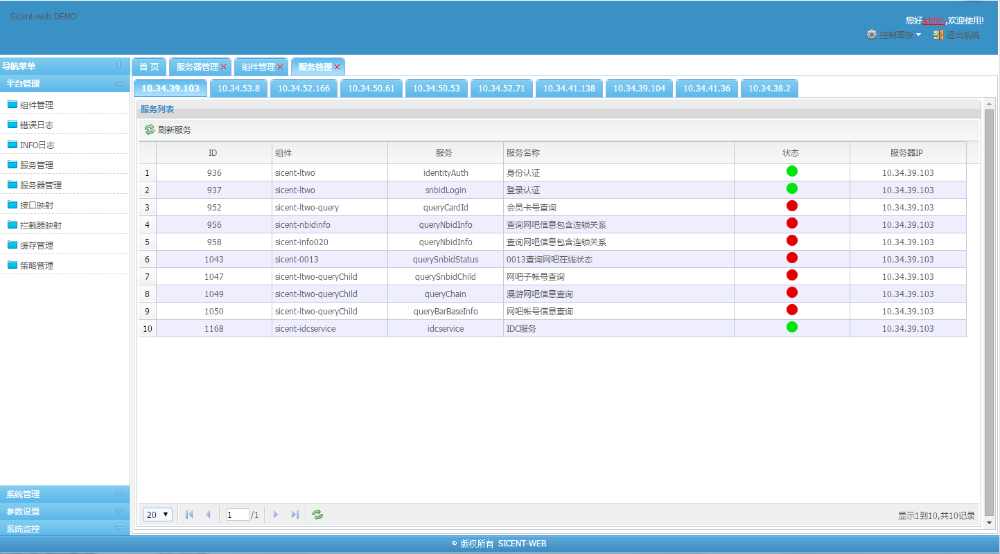 Sicent-web DEMO
您好admin,欢迎使用!
控制面板 退出系统
导航菜单
平台管理
组件管理
错误日志
INFO日志
服务管理
服务器管理
接口映射
拦截器映射
缓存管理
策略管理
系统管理
参数设置
系统监控
首 页 服务器管理 组件管理 服务管理
10.34.39.103 10.34.53.8 10.34.52.166 10.34.50.61 10.34.50.53 10.34.52.71 10.34.41.138 10.34.39.104 10.34.41.36 10.34.38.2
服务列表
刷新服务
ID 组件 服务 服务名称 状态 服务器IP
1 936 sicent-ltwo identityAuth 身份认证 10.34.39.103
2 937 sicent-ltwo snbidLogin 登录认证 10.34.39.103
3 952 sicent-ltwo-query queryCardId 会员卡号查询 10.34.39.103
4 956 sicent-nbidinfo queryNbidInfo 查询网吧信息包含连锁关系 10.34.39.103
5 958 sicent-info020 queryNbidInfo 查询网吧信息包含连锁关系 10.34.39.103
6 1043 sicent-0013 querySnbidStatus 0013查询网吧在线状态 10.34.39.103
7 1047 sicent-ltwo-queryChild querySnbidChild 网吧子帐号查询 10.34.39.103
8 1049 sicent-ltwo-queryChild queryChain 漫游网吧信息查询 10.34.39.103
9 1050 sicent-ltwo-queryChild queryBarBaseInfo 网吧帐号信息查询 10.34.39.103
10 1168 sicent-idcservice idcservice IDC服务 10.34.39.103
20 1 /1
显示1到10,共10记录
© 版权所有 SICENT-WEB